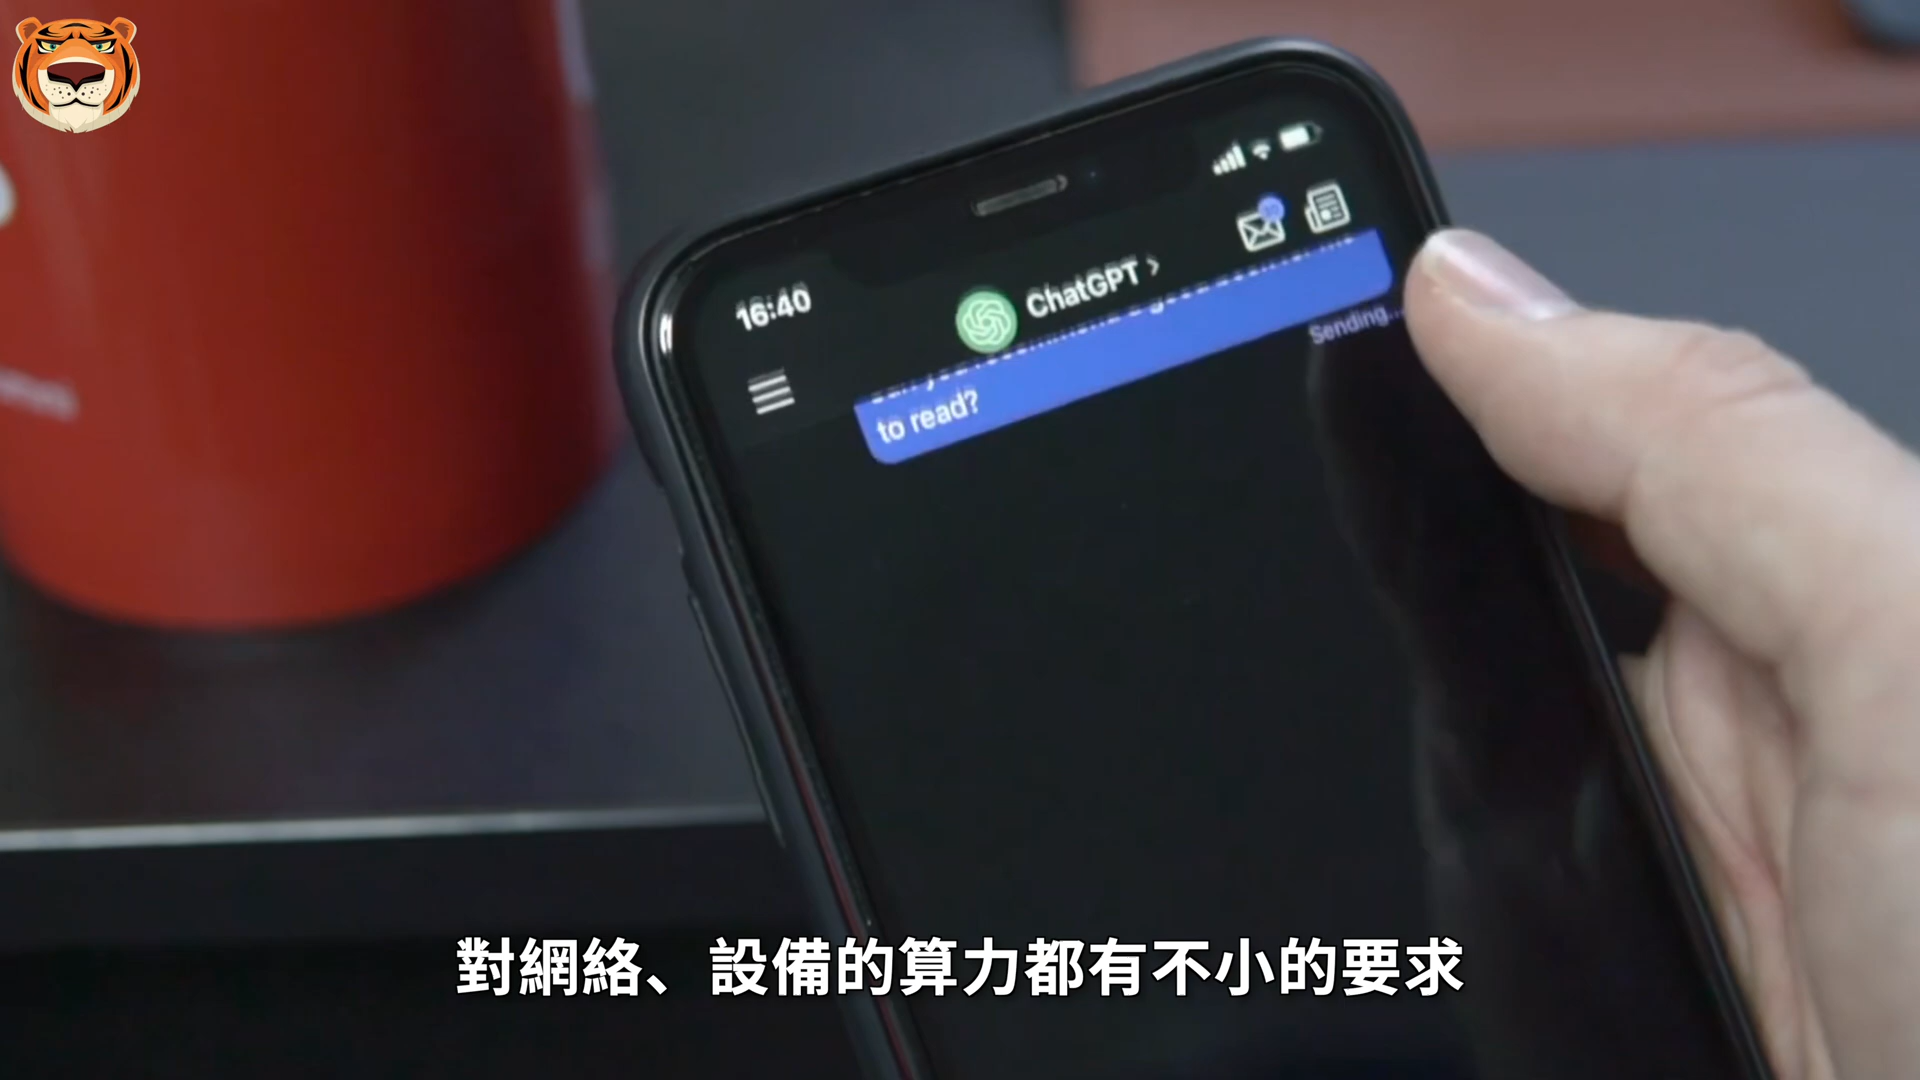 16:40
ChatGPT
to read?
Sending...
對網絡、設備的算力都有不小的要求